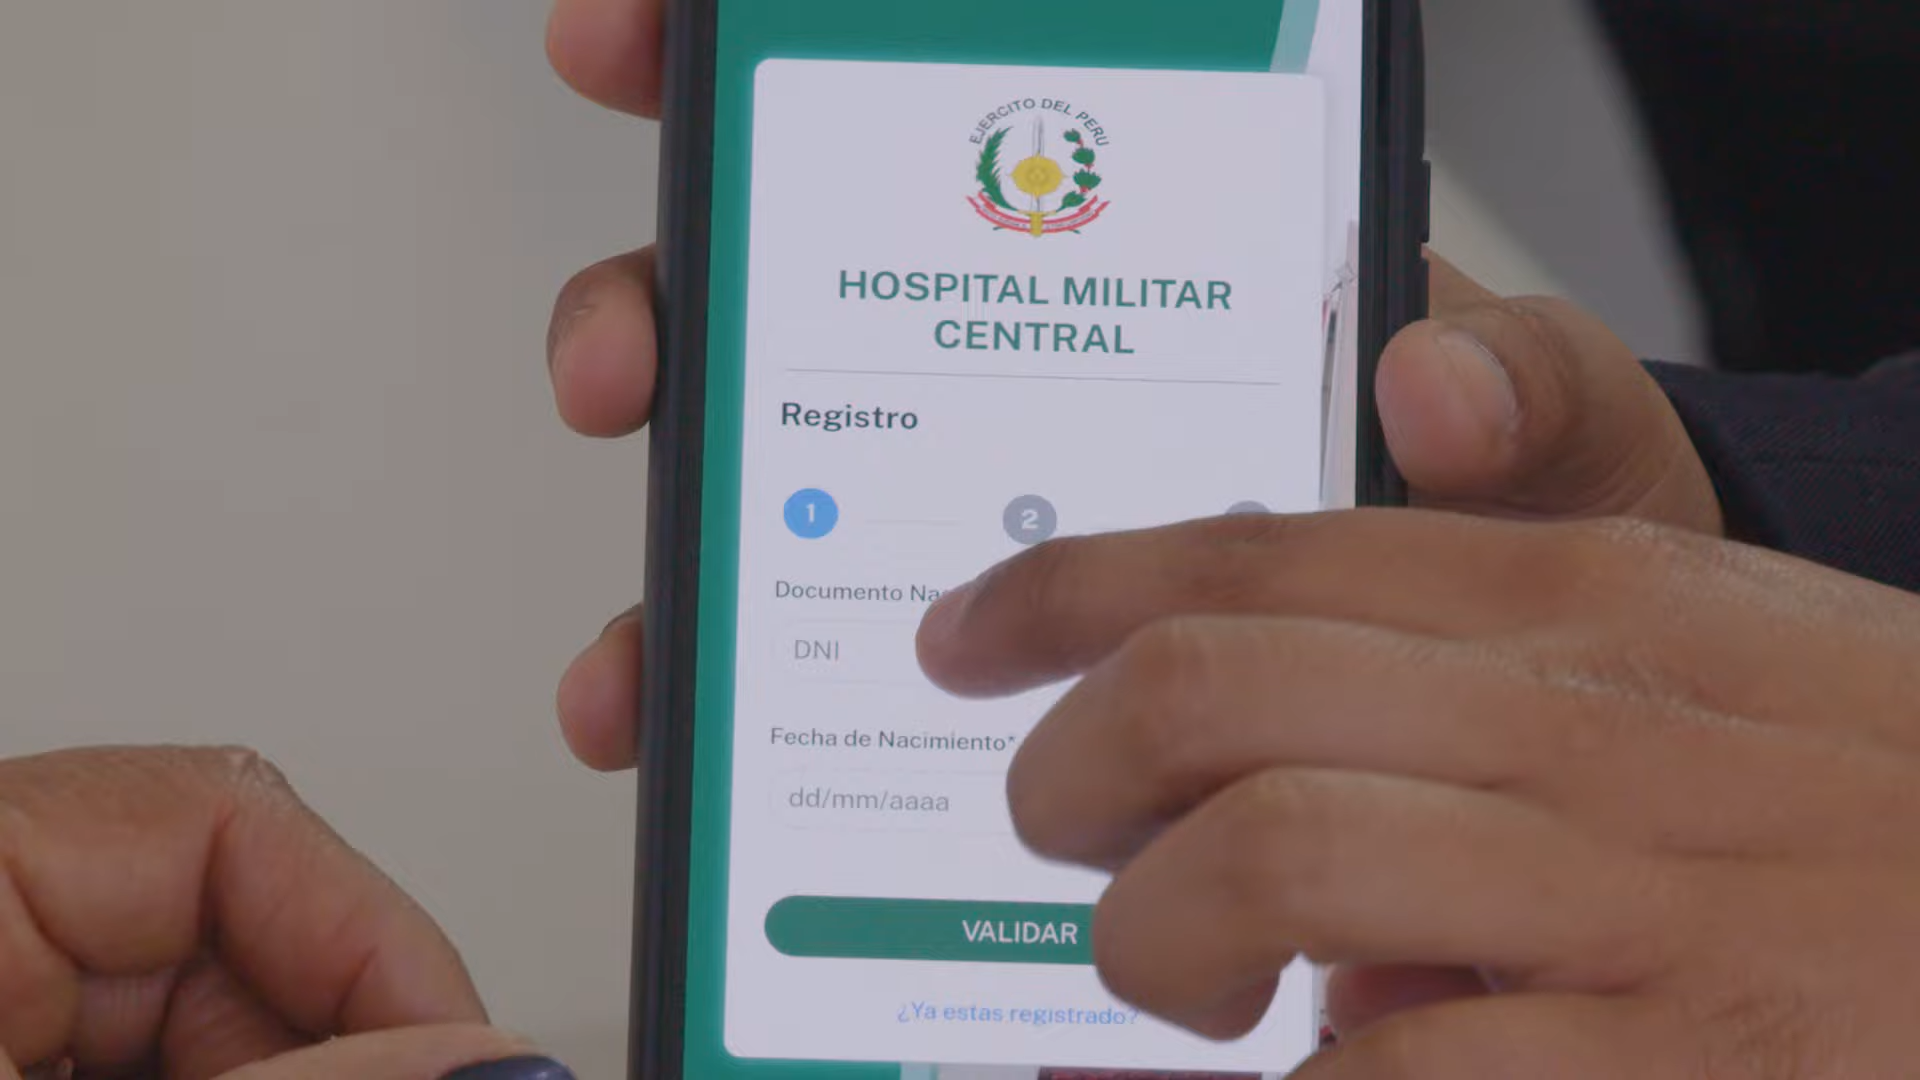 EJERCITO DEL PERU
HOSPITAL MILITAR
CENTRAL
Registro
1
2
Documento
DNI
Fecha de Nacimiento*
dd/mm/aaaa
VALIDAR
¿Ya estas registrado?